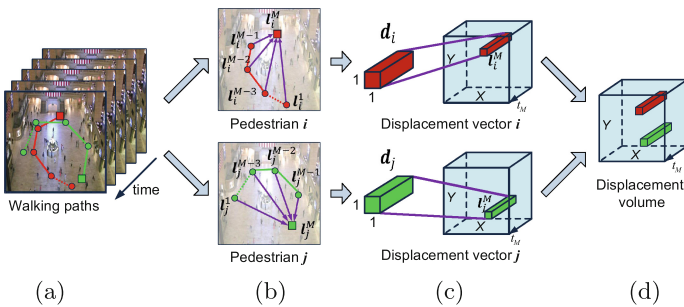 time
Walking paths
l_i^M
l_i^{M-1}
l_i^{M-2}
l_i^{M-3}
l_i^1
Pedestrian i
l_j^{M-2}
l_j^{M-3}
l_j^{M-1}
l_j^1
l_j^M
Pedestrian j
d_i
1
1
Y
l_i^M
X
t_M
Displacement vector i
d_j
1
1
Y
l_i^M
X
t_M
Displacement vector j
Y
X
t_M
Displacement
volume
(a) (b) (c) (d)